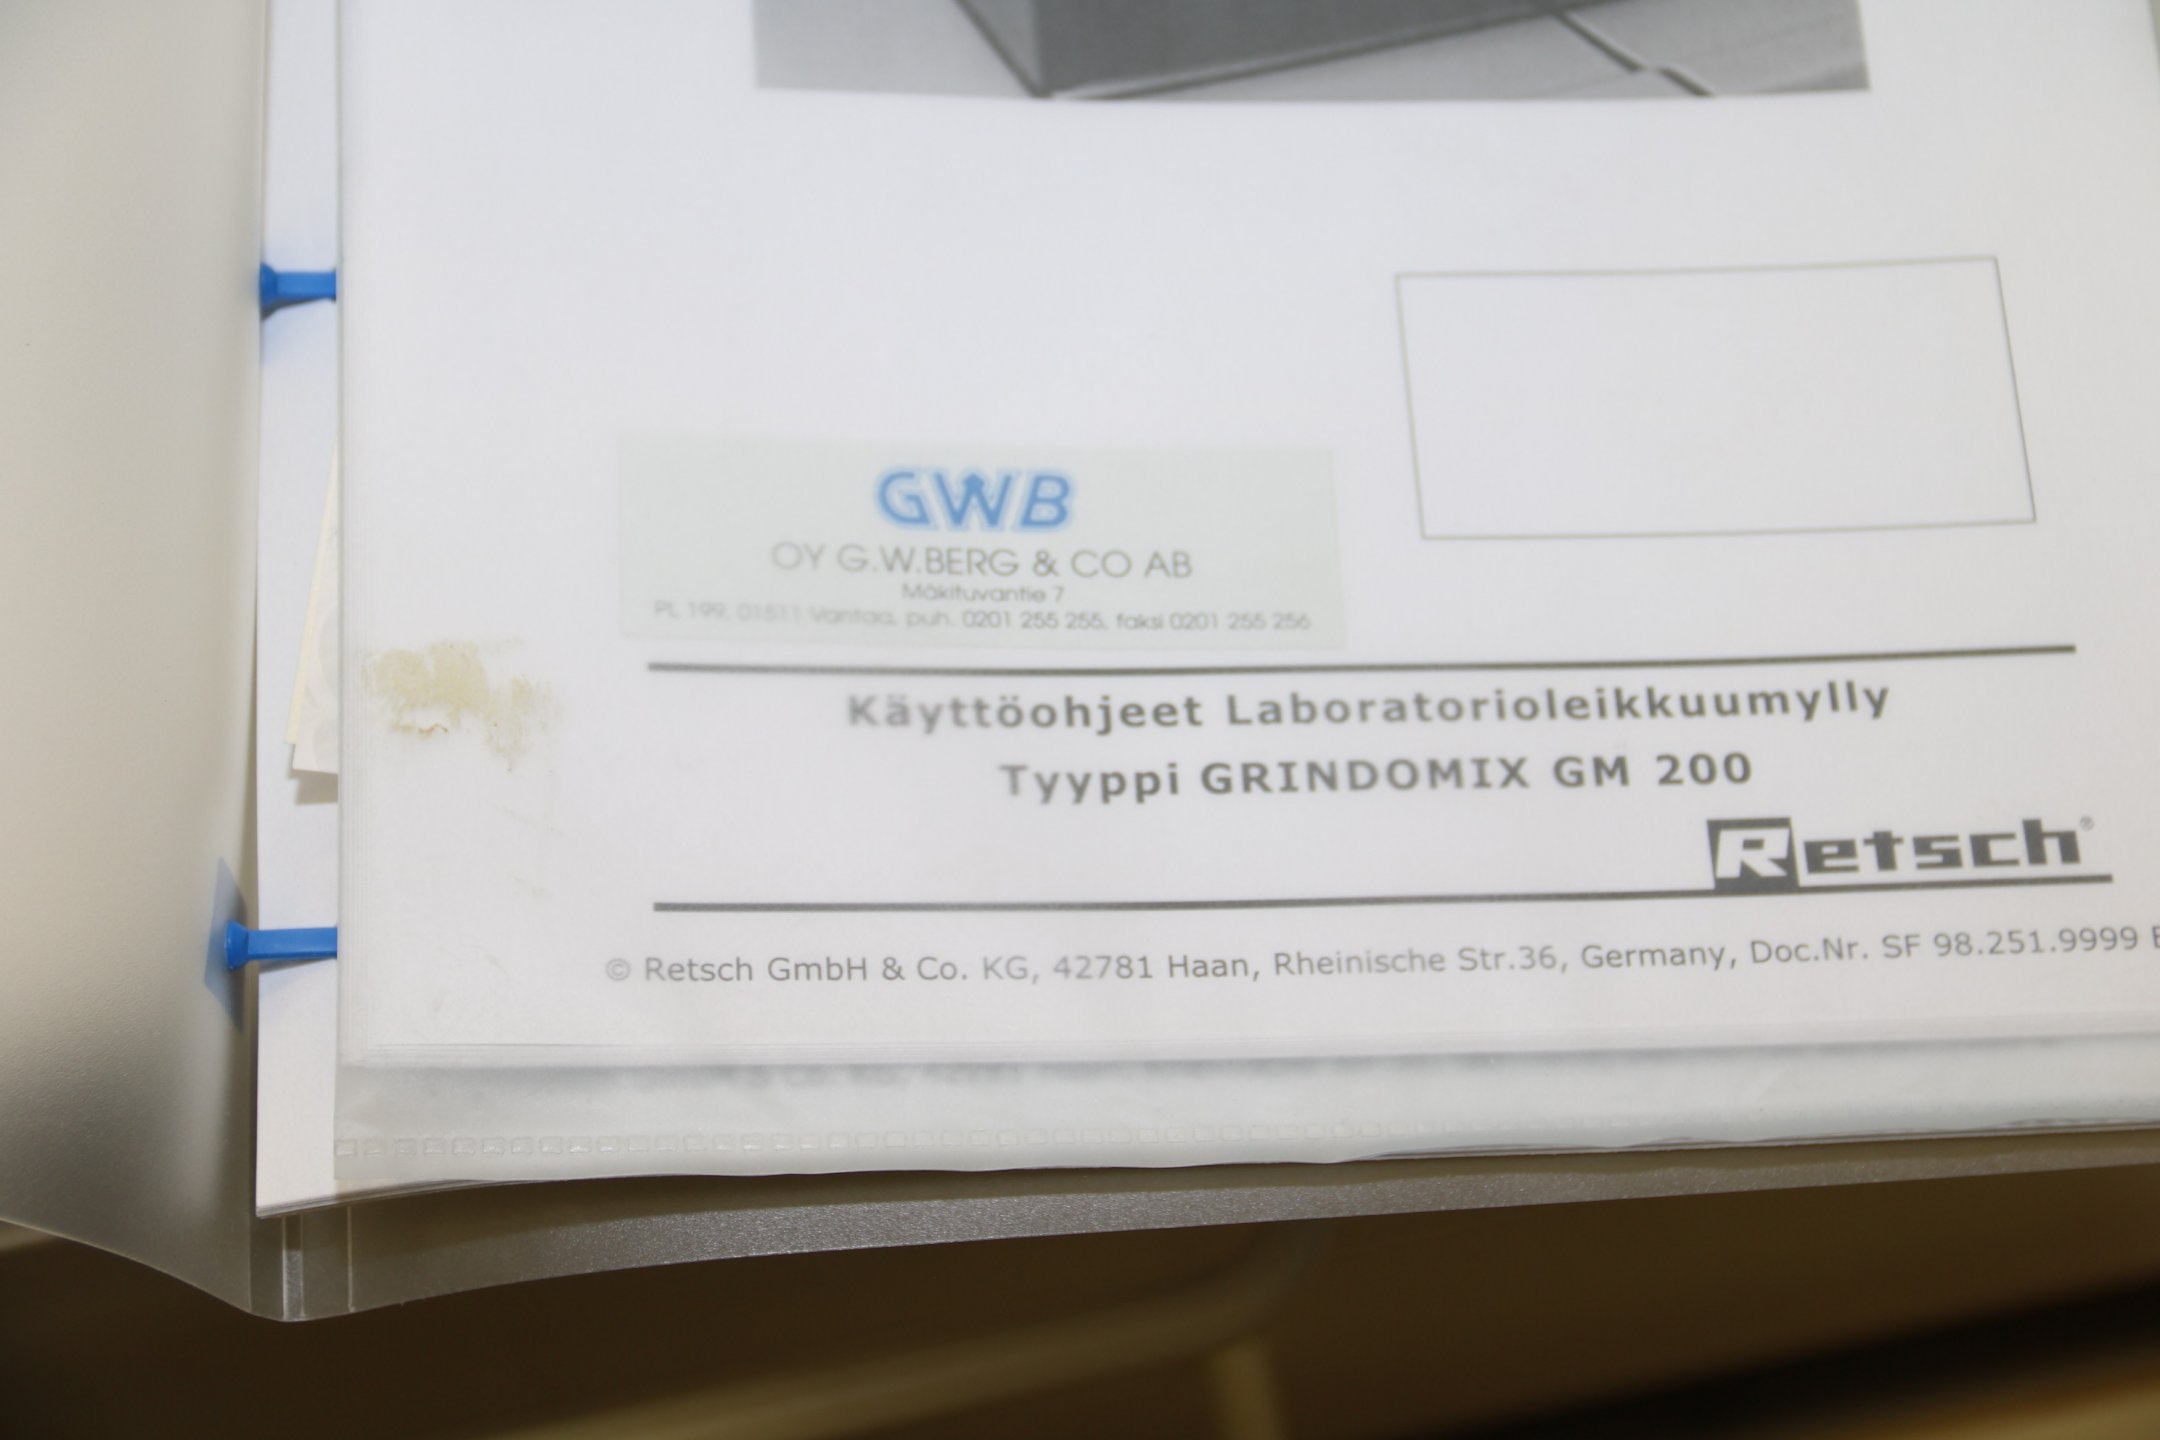 GWB
OY G.W.BERG & CO AB
Mäkituvantie 7
PL 199, 01511 Vantaa, puh. 0201 255 255, faksi 0201 255 256
Käyttöohjeet Laboratorioleikkuumylly
Tyyppi GRINDOMIX GM 200
Retsch®
© Retsch GmbH & Co. KG, 42781 Haan, Rheinische Str.36, Germany, Doc.Nr. SF 98.251.9999